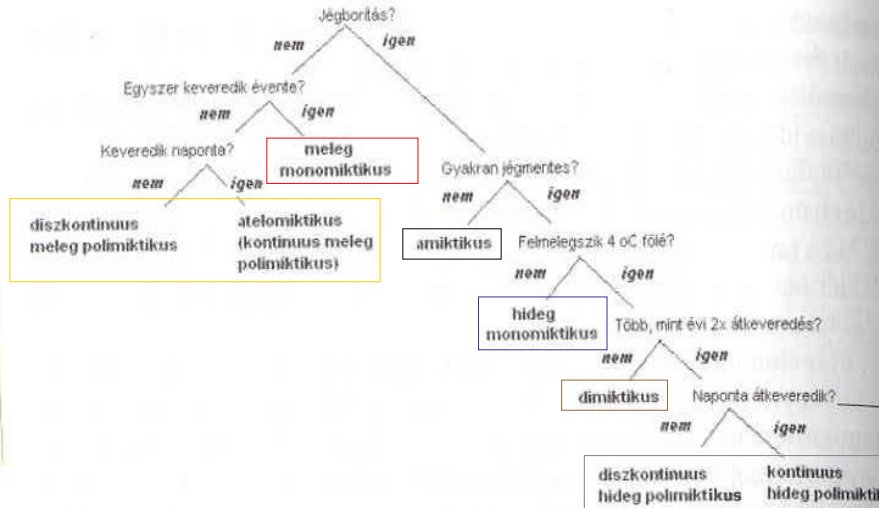 Jégborítás?
nem
igen
Egyszer keveredik évente?
nem
igen
Keveredik naponta?
meleg
monomiktikus
nem
igen
Gyakran jégmentes?
nem
igen
diszkontinuus
meleg polimiktikus
atelomiktikus
(kontinuus meleg
polimiktikus)
amiktikus
Felmelegszik 4 oC fölé?
nem
igen
hideg
monomiktikus
Több, mint évi 2x átkeveredés?
nem
igen
dimiktikus
Naponta átkeveredik?
nem
igen
diszkontinuus
hideg polimiktikus
kontinuus
hideg polimikti